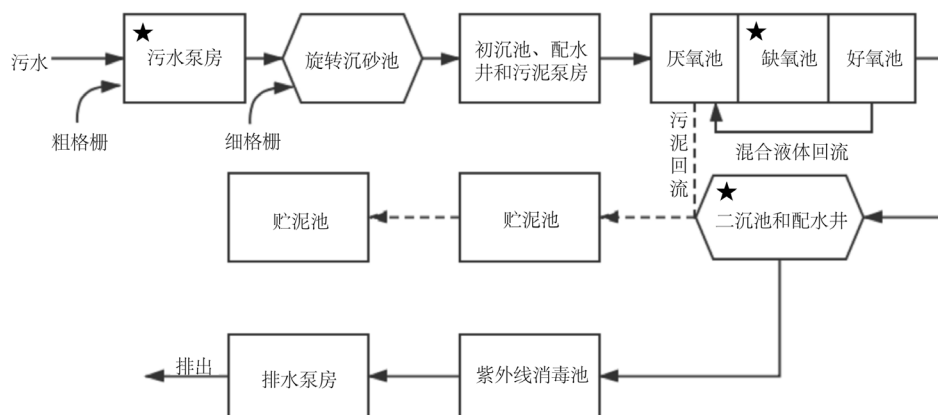 污水
污水泵房
粗格栅
旋转沉砂池
细格栅
初沉池、配水
井和污泥泵房
厌氧池
缺氧池
好氧池
污泥回流
混合液体回流
贮泥池
贮泥池
二沉池和配水井
排出
排水泵房
紫外线消毒池